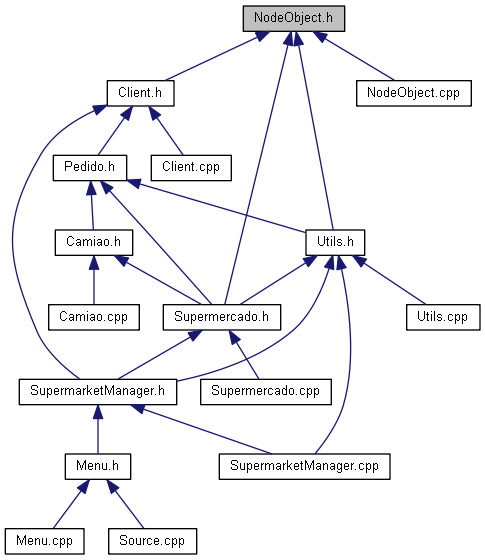 NodeObject.h
Client.h
NodeObject.cpp
Pedido.h
Client.cpp
Camiao.h
Utils.h
Camiao.cpp
Supermercado.h
Utils.cpp
SupermarketManager.h
Supermercado.cpp
Menu.h
SupermarketManager.cpp
Menu.cpp
Source.cpp